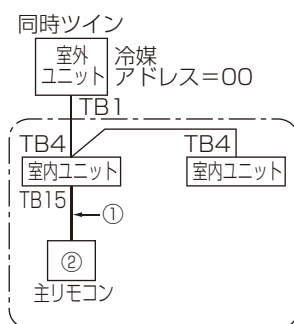 同時ツイン
室外
ユニット
冷媒
アドレス=00
TB1
TB4
TB4
室内ユニット
室内ユニット
TB15
①
②
主リモコン